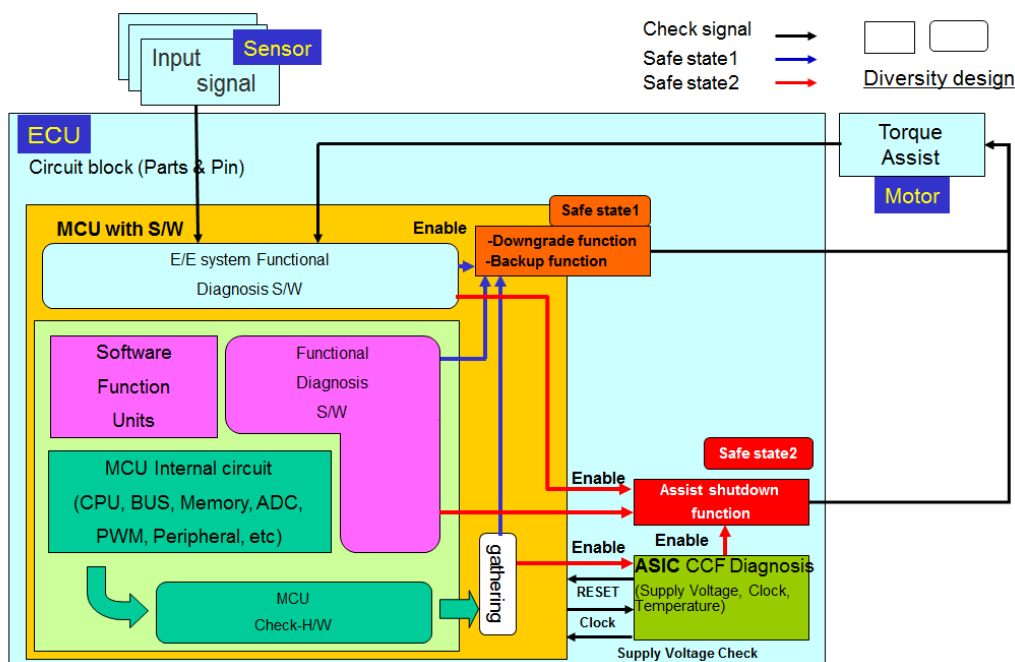 Input
signal
Sensor
Check signal
Safe state1
Safe state2
Diversity design
ECU
Circuit block (Parts & Pin)
Torque
Assist
Motor
MCU with S/W
Enable
Safe state1
-Downgrade function
-Backup function
E/E system Functional
Diagnosis S/W
Software
Function
Units
Functional
Diagnosis
S/W
MCU Internal circuit
(CPU, BUS, Memory, ADC,
PWM, Peripheral, etc)
Safe state2
Enable
Assist shutdown
function
Enable
Enable
gathering
ASIC CCF Diagnosis
(Supply Voltage, Clock,
Temperature)
RESET
Clock
Supply Voltage Check
MCU
Check-H/W